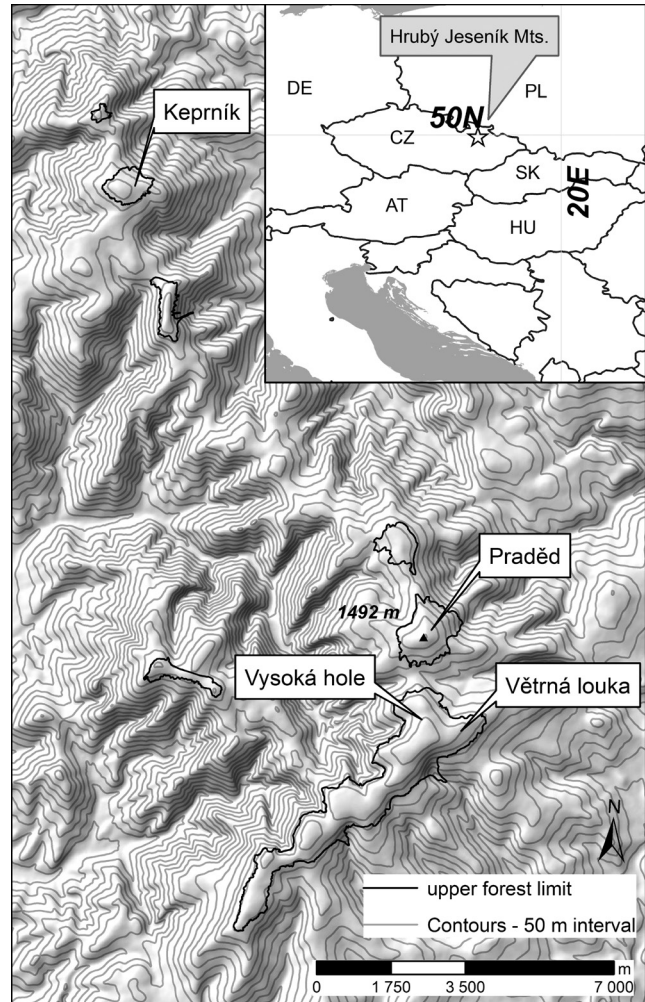 Hrubý Jeseník Mts.
DE
PL
50N
CZ
SK
20E
AT
HU
Keprník
Praděd
1492 m
Vysoká hole
Větrná louka
N
upper forest limit
Contours - 50 m interval
m
0 1 750 3 500 7 000